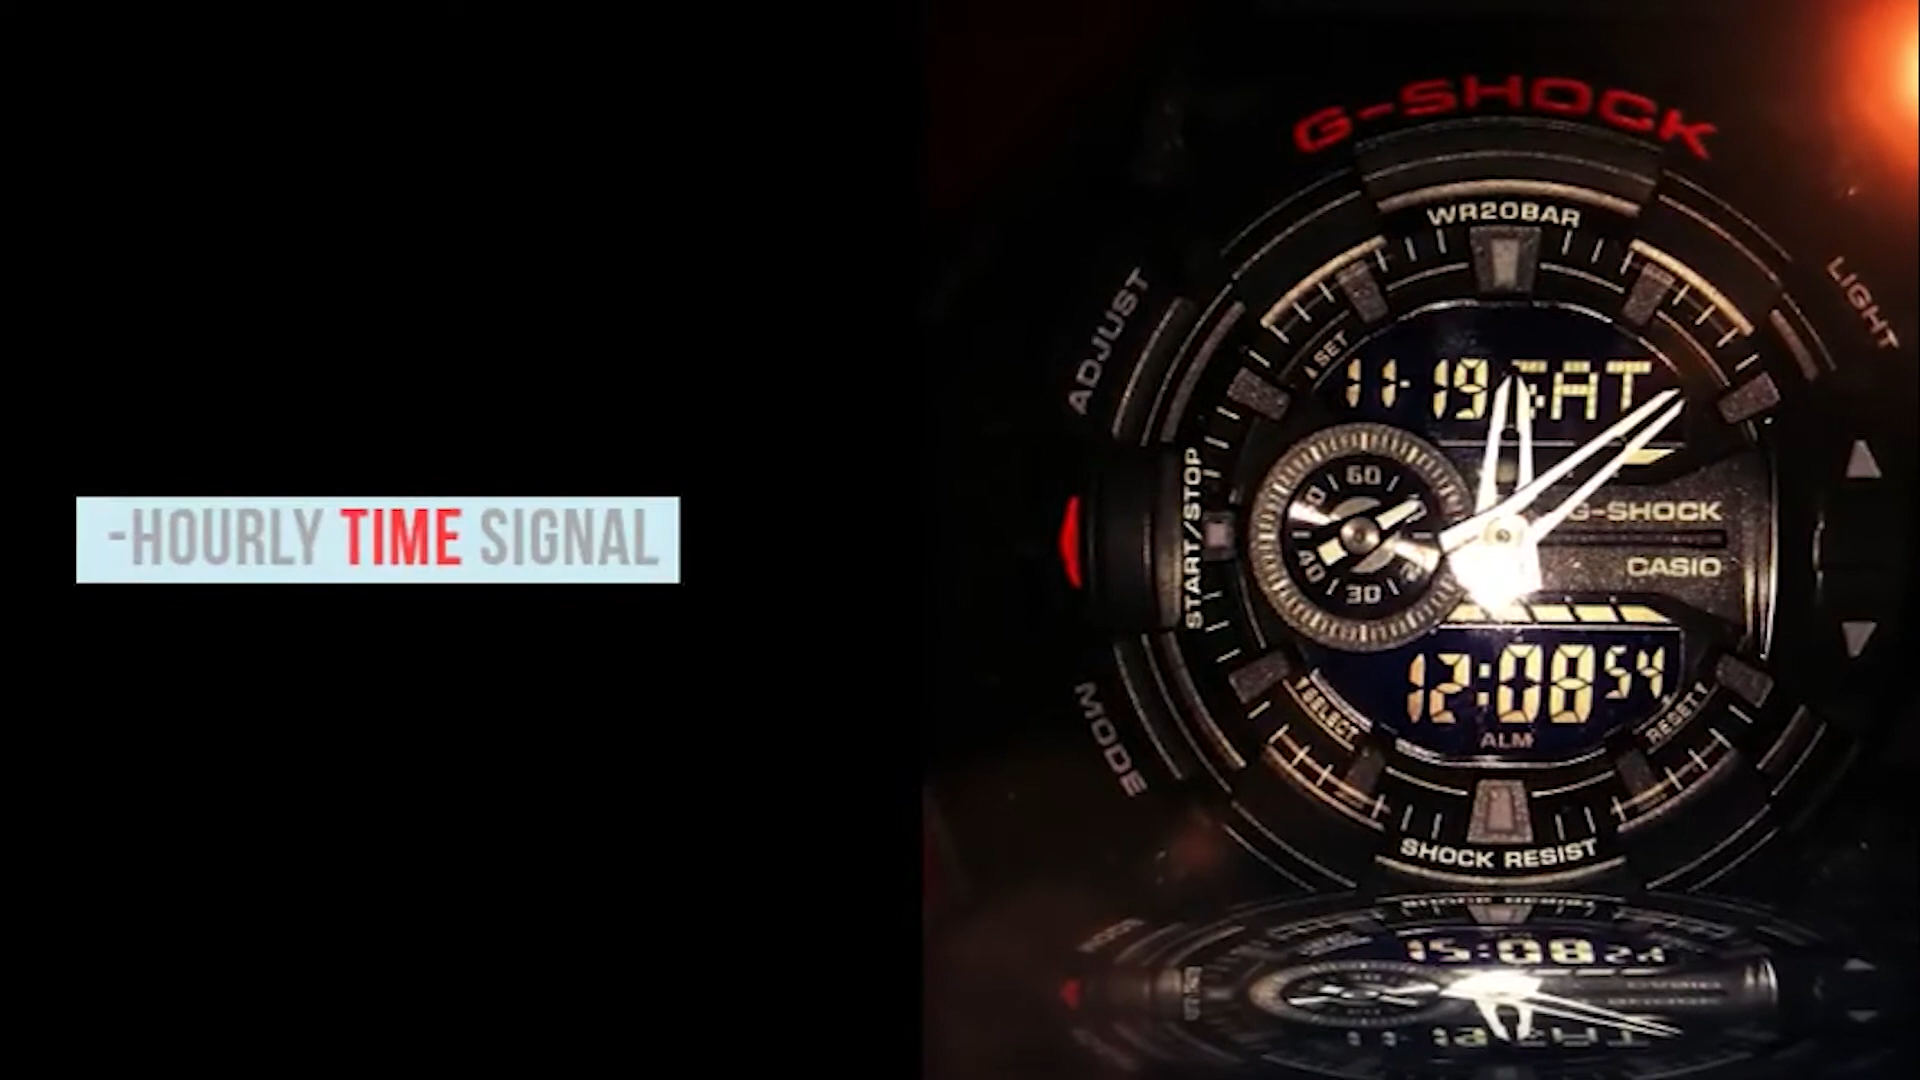 -HOURLY TIME SIGNAL
G-SHOCK
WR20BAR
ADJUST
LIGHT
SET
11-19 SAT
START/STOP
60
40
30
G-SHOCK
CASIO
12:08 54
SELECT
RESET
ALM
MODE
SHOCK RESIST